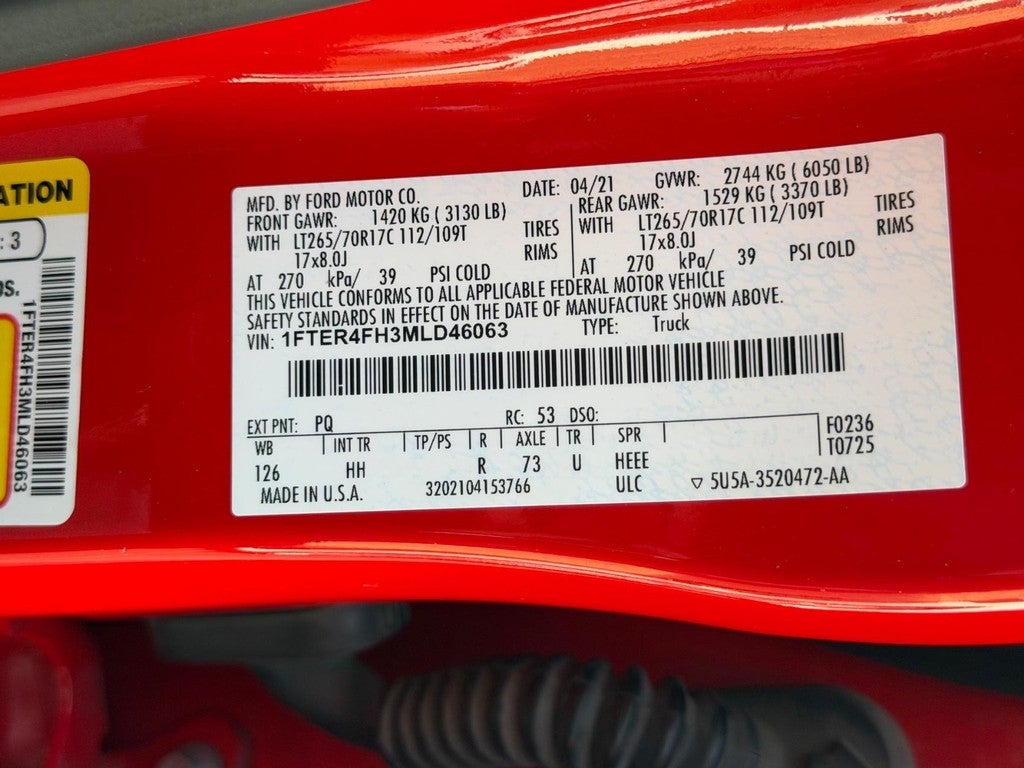 ATION
: 3
OS.
1FTER4FH3MLD46063
MFD. BY FORD MOTOR CO. DATE: 04/21 GVWR: 2744 KG ( 6050 LB)
FRONT GAWR: 1420 KG ( 3130 LB) REAR GAWR: 1529 KG ( 3370 LB)
WITH LT265/70R17C 112/109T TIRES WITH LT265/70R17C 112/109T TIRES
17x8.0J RIMS 17x8.0J RIMS
AT 270 kPa/ 39 PSI COLD AT 270 kPa/ 39 PSI COLD
THIS VEHICLE CONFORMS TO ALL APPLICABLE FEDERAL MOTOR VEHICLE
SAFETY STANDARDS IN EFFECT ON THE DATE OF MANUFACTURE SHOWN ABOVE.
VIN: 1FTER4FH3MLD46063 TYPE: Truck
EXT PNT: PQ RC: 53 DSO: F0236
WB INT TR TP/PS R AXLE TR SPR T0725
126 HH R 73 U HEEE
MADE IN U.S.A. 3202104153766 ULC ▽ 5U5A-3520472-AA